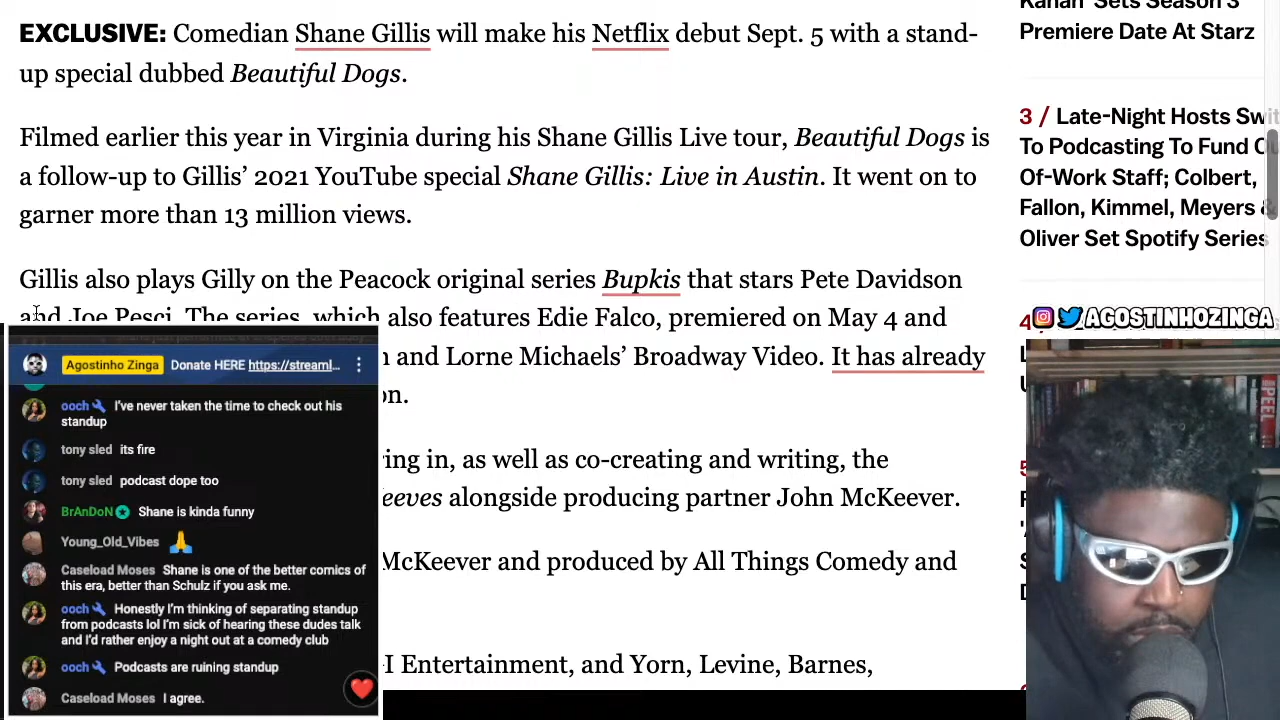 EXCLUSIVE: Comedian Shane Gillis will make his Netflix debut Sept. 5 with a stand-
up special dubbed Beautiful Dogs.
Filmed earlier this year in Virginia during his Shane Gillis Live tour, Beautiful Dogs is
a follow-up to Gillis’ 2021 YouTube special Shane Gillis: Live in Austin. It went on to
garner more than 13 million views.
Gillis also plays Gilly on the Peacock original series Bupkis that stars Pete Davidson
and Joe Pesci. The series, which also features Edie Falco, premiered on May 4 and
and Lorne Michaels’ Broadway Video. It has already
ring in, as well as co-creating and writing, the
eeves alongside producing partner John McKeever.
McKeever and produced by All Things Comedy and
I Entertainment, and Yorn, Levine, Barnes,
Kanan' Sets Season 3
Premiere Date At Starz
3 / Late-Night Hosts Swit
To Podcasting To Fund Ou
Of-Work Staff; Colbert,
Fallon, Kimmel, Meyers &
Oliver Set Spotify Series
@AGOSTINHOZINGA
Agostinho Zinga Donate HERE https://streaml...
ooch I’ve never taken the time to check out his
standup
tony sled its fire
tony sled podcast dope too
BrAnDoN Shane is kinda funny
Young_Old_Vibes 🙏
Caseload Moses Shane is one of the better comics of
this era, better than Schulz if you ask me.
ooch Honestly I’m thinking of separating standup
from podcasts lol I’m sick of hearing these dudes talk
and I’d rather enjoy a night out at a comedy club
ooch Podcasts are ruining standup
Caseload Moses I agree.